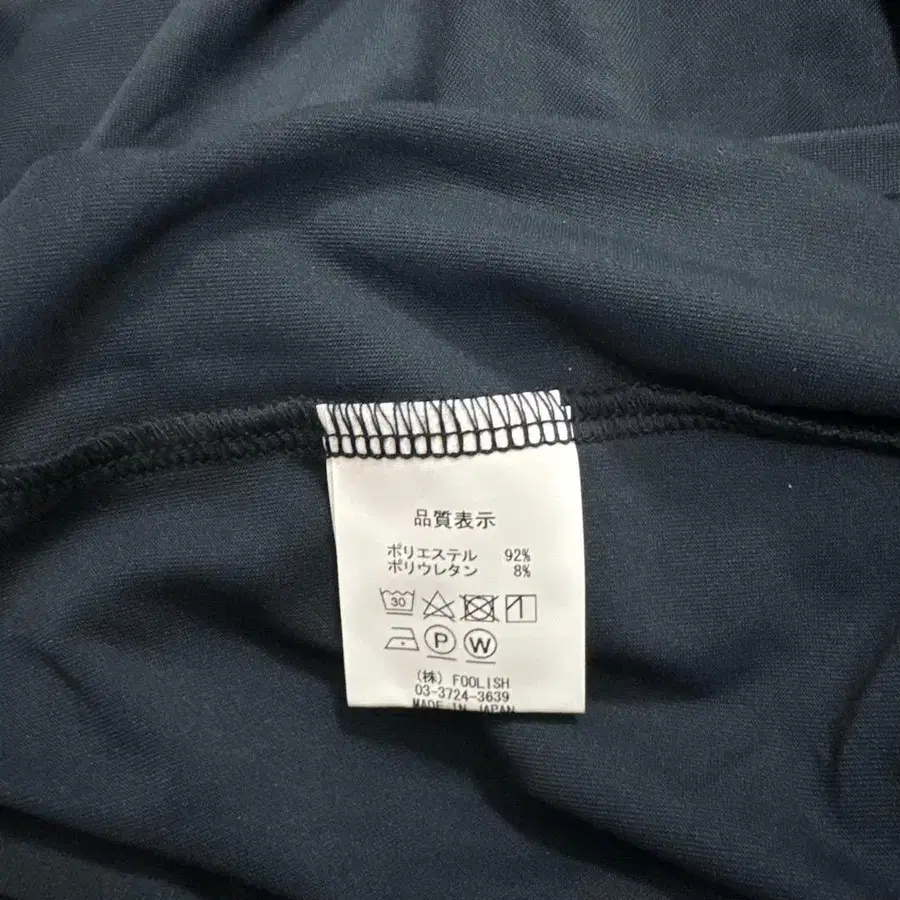 品質表示
ポリエステル 92%
ポリウレタン 8%
30
P W
(株) FOOLISH
03-3724-3639
MADE IN JAPAN